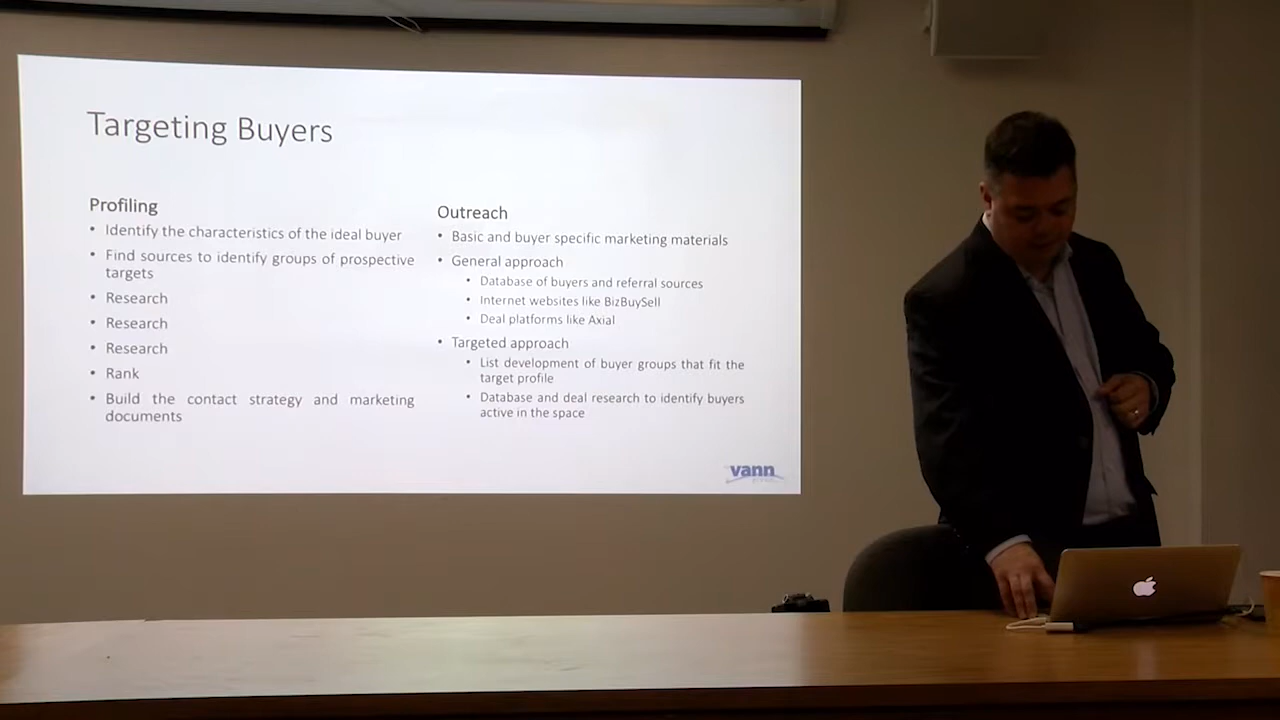 Targeting Buyers
Profiling
• Identify the characteristics of the ideal buyer
• Find sources to identify groups of prospective
targets
• Research
• Research
• Research
• Rank
• Build the contact strategy and marketing
documents
Outreach
• Basic and buyer specific marketing materials
• General approach
• Database of buyers and referral sources
• Internet websites like BizBuySell
• Deal platforms like Axial
• Targeted approach
• List development of buyer groups that fit the
target profile
• Database and deal research to identify buyers
active in the space
vann